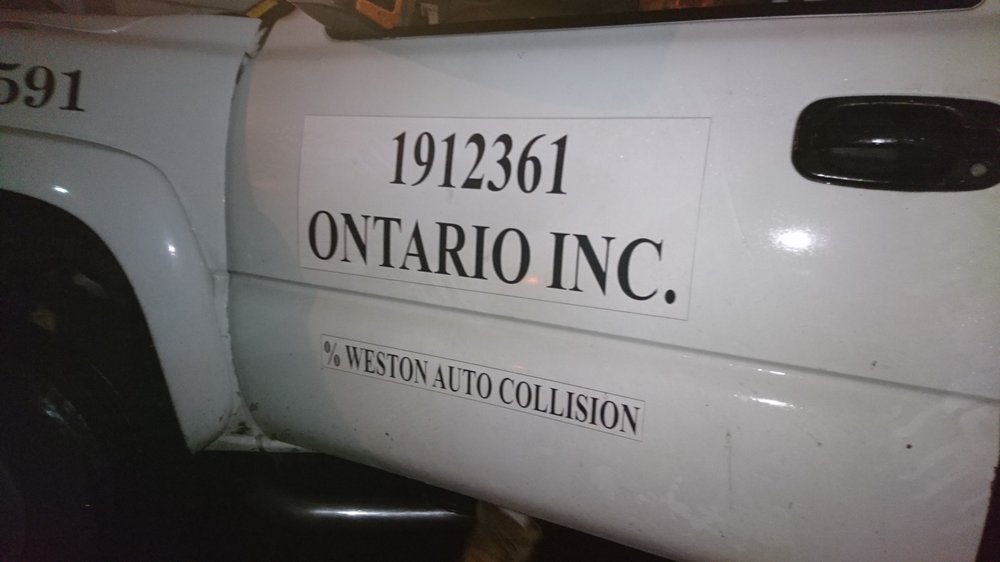 591
1912361
ONTARIO INC.
% WESTON AUTO COLLISION